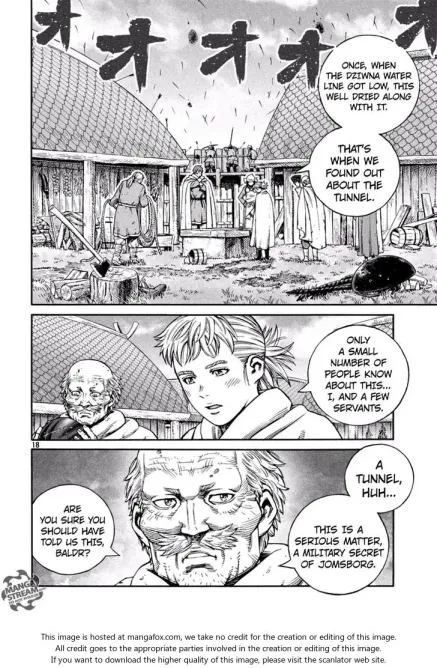 オオオオ
ONCE, WHEN
THE DZIWNA WATER
LINE GOT LOW, THIS
WELL DRIED ALONG
WITH IT.
THAT'S
WHEN WE
FOUND OUT
ABOUT THE
TUNNEL.
ONLY
A SMALL
NUMBER OF
PEOPLE KNOW
ABOUT THIS...
I, AND A FEW
SERVANTS.
18
A
TUNNEL,
HUH...
ARE
YOU SURE YOU
SHOULD HAVE
TOLD US THIS,
BALDR?
THIS IS A
SERIOUS MATTER,
A MILITARY SECRET
OF JOMSBORG.
MANGA
STREAM
This image is hosted at mangafox.com, we take no credit for the creation or editing of this image.
All credit goes to the appropriate parties involved in the creation or editing of this image.
If you want to download the higher quality of this image, please visit the scanlator web site.